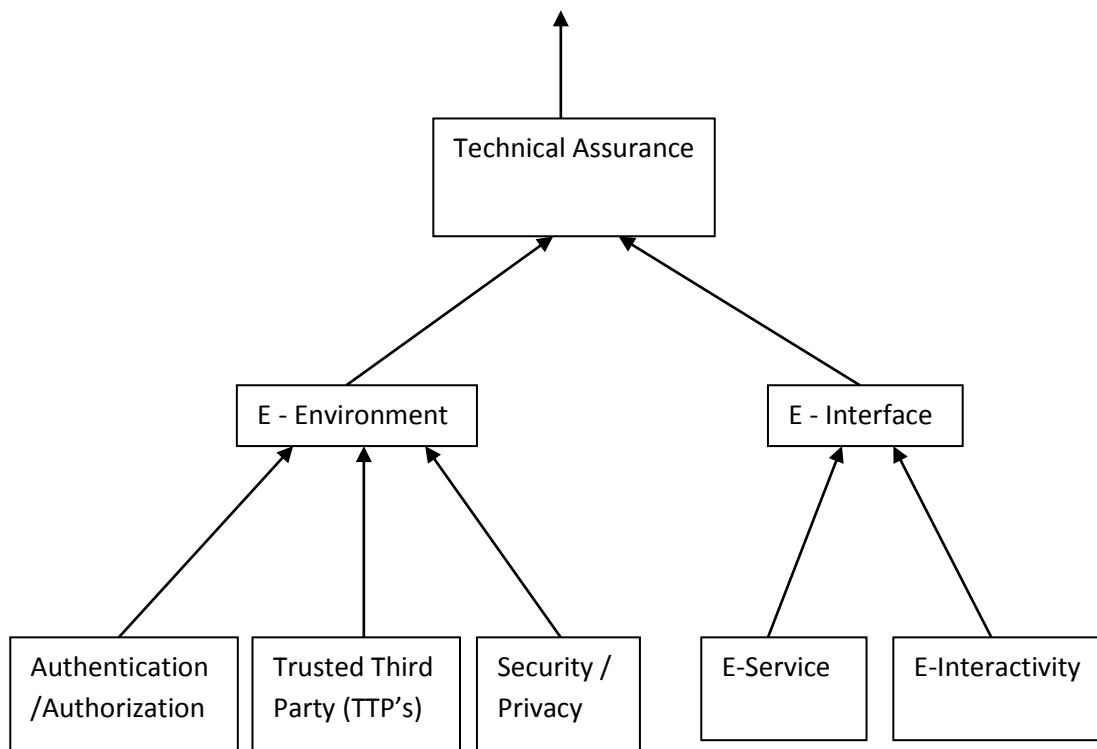 Technical Assurance
E - Environment
E - Interface
Authentication
/Authorization
Trusted Third
Party (TTP’s)
Security /
Privacy
E-Service
E-Interactivity